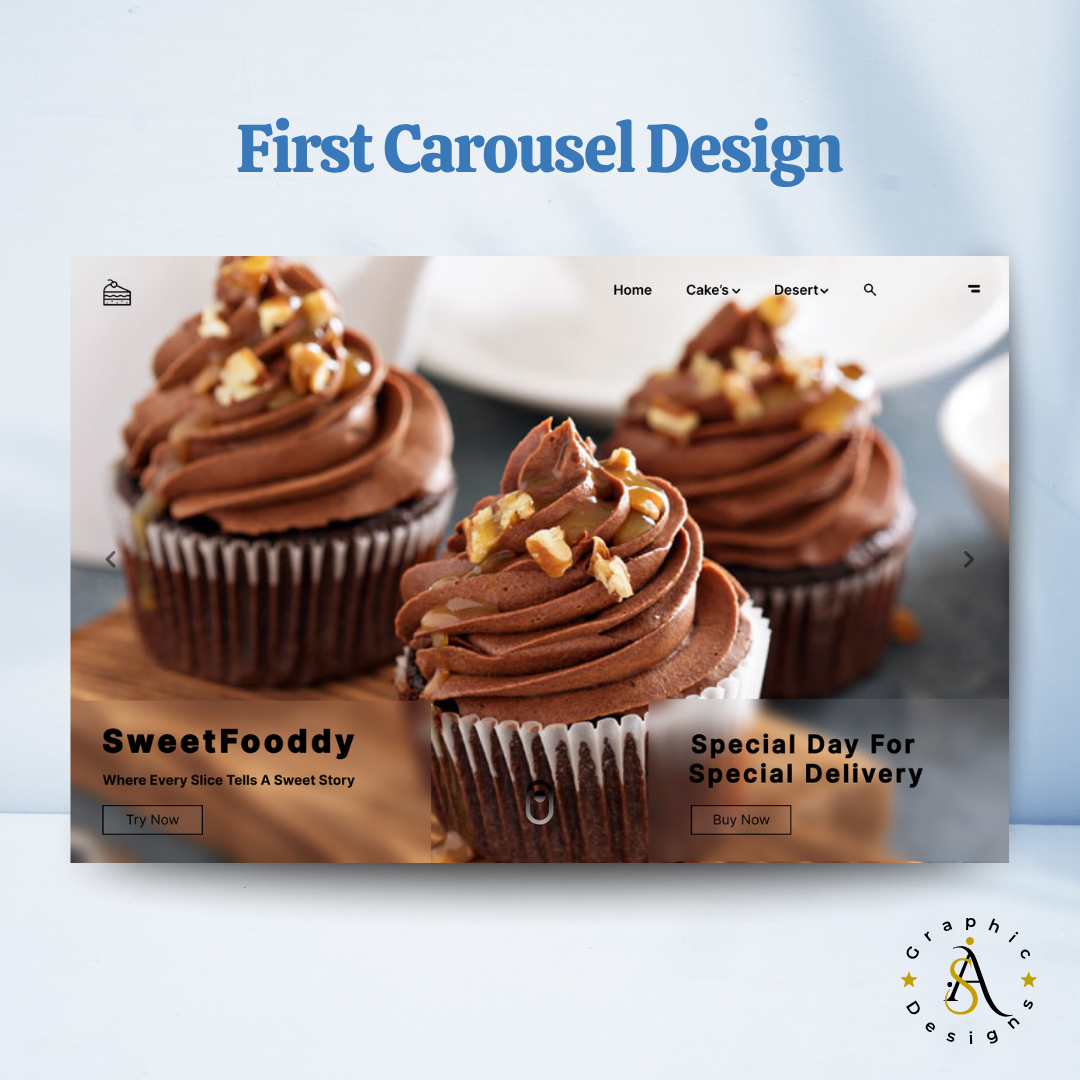 First Carousel Design
Home
Cake's
Desert
SweetFooddy
Where Every Slice Tells A Sweet Story
Try Now
Special Day For
Special Delivery
Buy Now
Graphic
SA
Designs